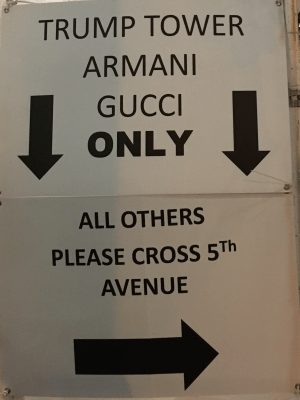 TRUMP TOWER
ARMANI
GUCCI
ONLY
ALL OTHERS
PLEASE CROSS 5Th
AVENUE